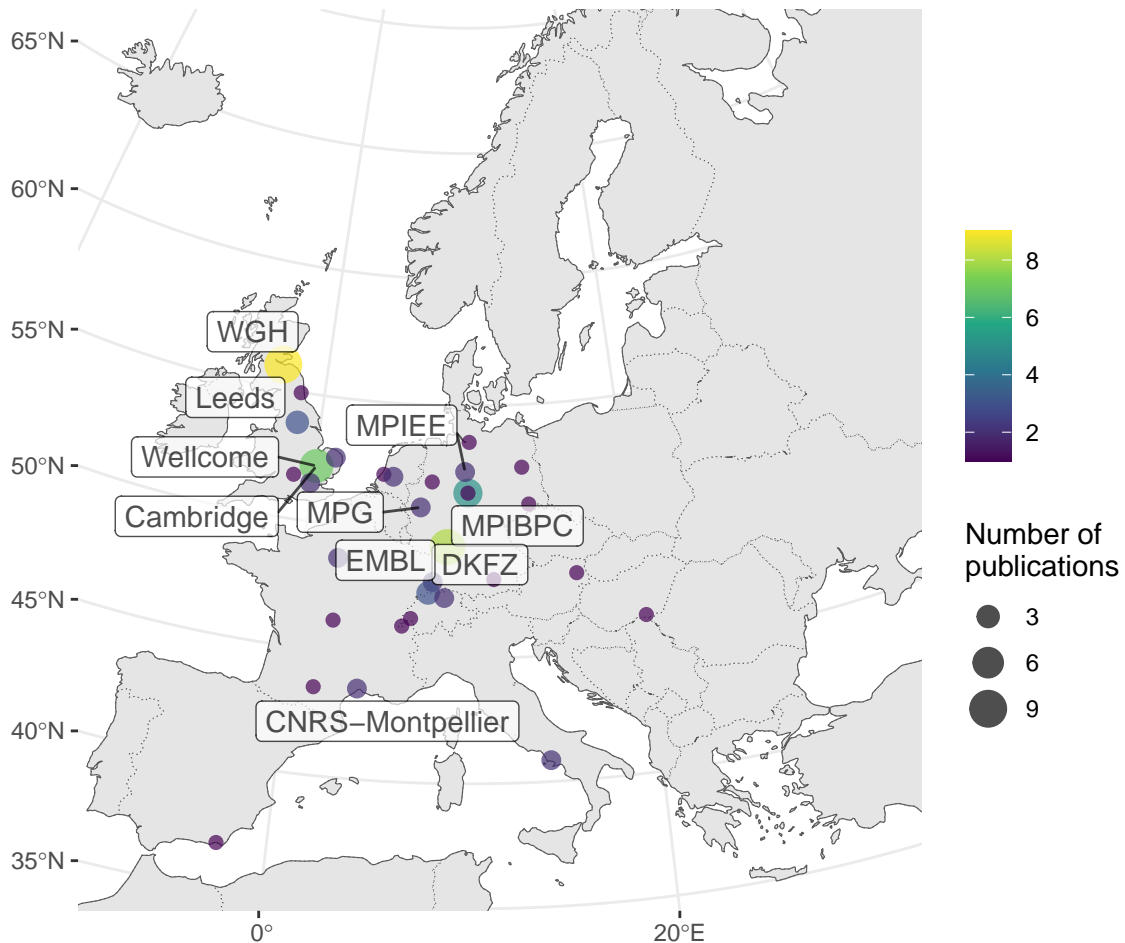 65°N
60°N
55°N
50°N
45°N
40°N
35°N
0°
20°E
WGH
Leeds
Wellcome
Cambridge
MPIEE
MPG
MPIBPC
EMBL
DKFZ
CNRS−Montpellier
8
6
4
2
Number of
publications
3
6
9